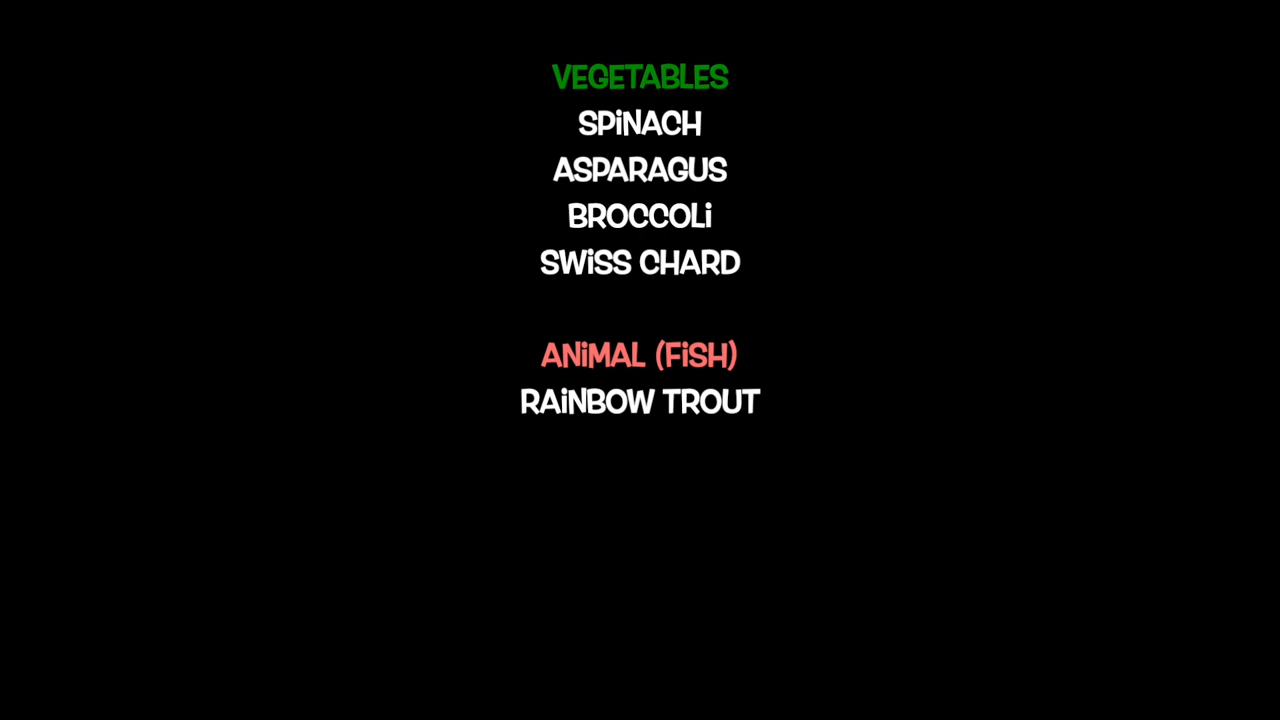 VEGETABLES
SPiNACH
ASPARAGUS
BROCCOLi
SWiSS CHARD
ANiMAL (FiSH)
RAiNBOW TROUT